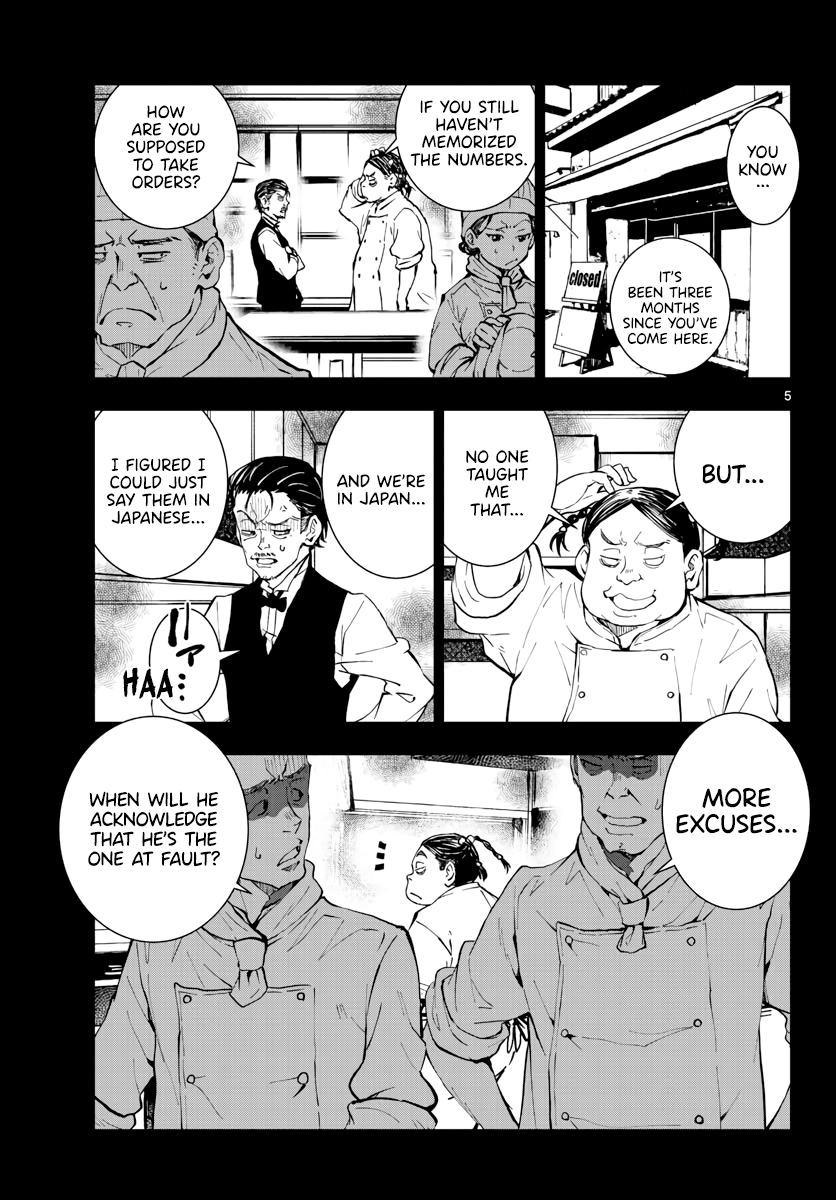 YOU
KNOW
...
IT'S
BEEN THREE
MONTHS
SINCE YOU'VE
COME HERE.
closed
IF YOU STILL
HAVEN'T
MEMORIZED
THE NUMBERS.
HOW
ARE YOU
SUPPOSED
TO TAKE
ORDERS?
5
BUT...
NO ONE
TAUGHT
ME
THAT...
AND WE'RE
IN JAPAN...
I FIGURED I
COULD JUST
SAY THEM IN
JAPANESE...
HAA...
MORE
EXCUSES...
WHEN WILL HE
ACKNOWLEDGE
THAT HE'S THE
ONE AT FAULT?